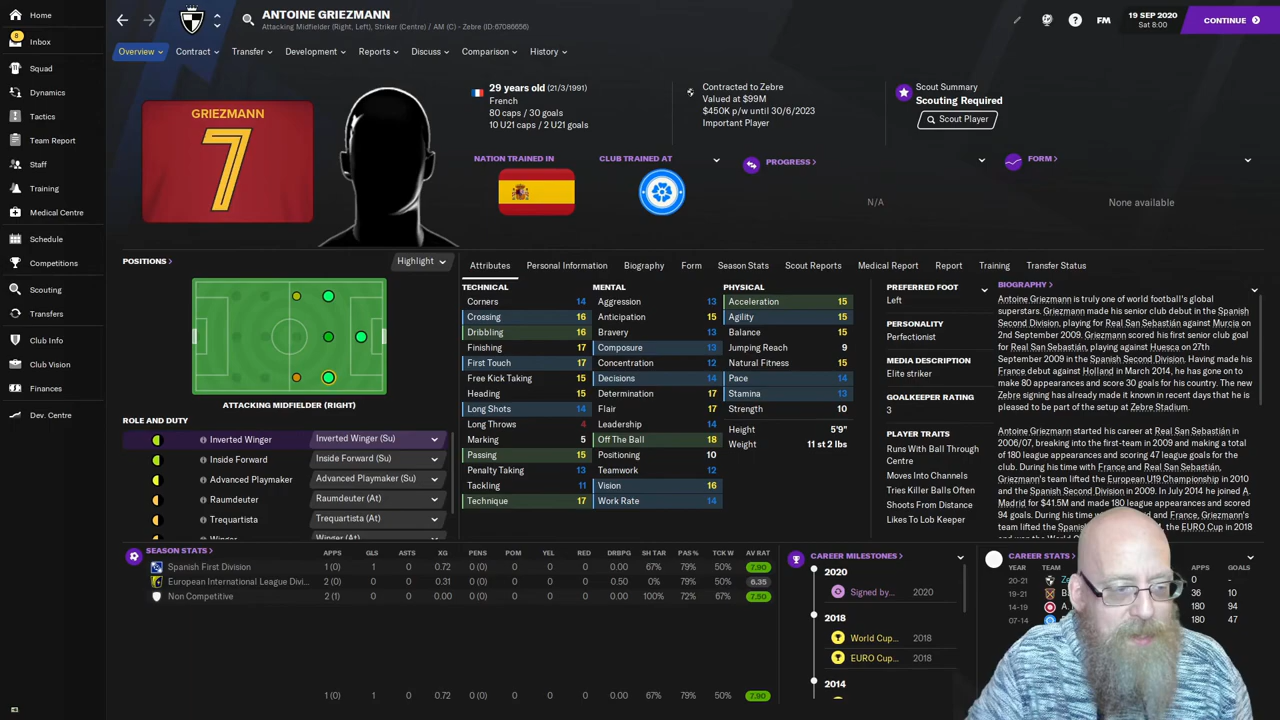 Home
ANTOINE GRIEZMANN
Attacking Midfielder (Right, Left), Striker (Centre) / AM (C) - Zebre (ID:67086656)
?
FM
19 SEP 2020
Sat 8:00
CONTINUE
8
Inbox
Squad
Dynamics
Tactics
Team Report
Staff
Training
Medical Centre
Schedule
Competitions
Scouting
Transfers
Club Info
Club Vision
Finances
Dev. Centre
Overview
Contract
Transfer
Development
Reports
Discuss
Comparison
History
GRIEZMANN
7
29 years old (21/3/1991)
French
80 caps / 30 goals
10 U21 caps / 2 U21 goals
Contracted to Zebre
Valued at $99M
$450K p/w until 30/6/2023
Important Player
Scout Summary
Scouting Required
Scout Player
NATION TRAINED IN
CLUB TRAINED AT
PROGRESS >
N/A
FORM >
None available
POSITIONS >
Highlight
ATTACKING MIDFIELDER (RIGHT)
ROLE AND DUTY
Inverted Winger Inverted Winger (Su)
Inside Forward Inside Forward (Su)
Advanced Playmaker Advanced Playmaker (Su)
Raumdeuter Raumdeuter (At)
Trequartista Trequartista (At)
Winger Winger (At)
Attributes
Personal Information
Biography
Form
Season Stats
Scout Reports
Medical Report
Report
Training
Transfer Status
TECHNICAL
Corners 14
Crossing 16
Dribbling 16
Finishing 17
First Touch 17
Free Kick Taking 15
Heading 15
Long Shots 14
Long Throws 4
Marking 5
Passing 15
Penalty Taking 13
Tackling 11
Technique 17
MENTAL
Aggression 13
Anticipation 15
Bravery 13
Composure 13
Concentration 12
Decisions 14
Determination 17
Flair 17
Leadership 14
Off The Ball 18
Positioning 10
Teamwork 12
Vision 16
Work Rate 14
PHYSICAL
Acceleration 15
Agility 15
Balance 15
Jumping Reach 9
Natural Fitness 15
Pace 14
Stamina 13
Strength 10
Height 5'9"
Weight 11 st 2 lbs
PREFERRED FOOT
Left
PERSONALITY
Perfectionist
MEDIA DESCRIPTION
Elite striker
GOALKEEPER RATING
3
PLAYER TRAITS
Runs With Ball Through
Centre
Moves Into Channels
Tries Killer Balls Often
Shoots From Distance
Likes To Lob Keeper
BIOGRAPHY >
Antoine Griezmann is truly one of world football's global
superstars. Griezmann made his senior club debut in the Spanish
Second Division, playing for Real San Sebastián against Murcia on
2nd September 2009. Griezmann scored his first senior club goal
for Real San Sebastián, playing against Huesca on 27th
September 2009 in the Spanish Second Division. Having made his
France debut against Holland in March 2014, he has gone on to
make 80 appearances and score 30 goals for his country. The new
Zebre signing has already made it known in recent days that he
is pleased to be part of the setup at Zebre Stadium.
Antoine Griezmann started his career at Real San Sebastián in
2006/07, breaking into the first-team in 2009 and making a total
of 180 league appearances and scoring 47 league goals for the
club. During his time with France and Real San Sebastián,
Griezmann's team lifted the European U19 Championship in 2010
and the Spanish Second Division in 2009. In July 2014 he joined A.
Madrid for $41.5M and made 180 league appearances and scored
94 goals. During his time and France, Griezmann's
team lifted the Spanish the EURO Cup in 2018
SEASON STATS >
APPS GLS ASTS XG PENS POM YEL RED DRBPG SH TAR PAS% TCK W AV RAT
Spanish First Division 1 (0) 1 0 0.72 0 (0) 0 0 0 0.00 67% 79% 50% 7.90
European International League Divi... 2 (0) 0 0 0.31 0 (0) 0 0 0 0.50 0% 79% 50% 6.35
Non Competitive 2 (1) 0 0 0.00 0 (0) 0 0 0 0.00 100% 72% 67% 7.50
1 (0) 1 0 0.72 0 (0) 0 0 0 0.00 67% 79% 50% 7.90
CAREER MILESTONES >
2020
Signed by... 2020
2018
World Cup... 2018
EURO Cup... 2018
2014
CAREER STATS >
YEAR TEAM APPS GOALS
20-21 0 -
19-21 36 10
14-19 A. 180 94
07-14 180 47